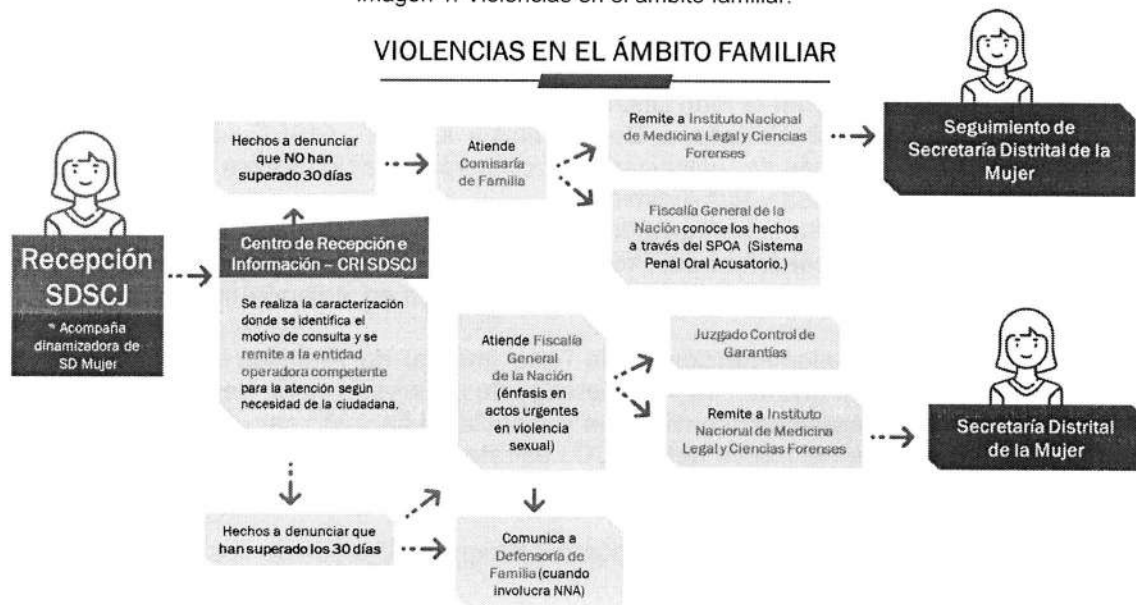 Imagen 1. Violencias en el ámbito familiar.
VIOLENCIAS EN EL ÁMBITO FAMILIAR
Recepción
SDSCJ
* Acompaña
dinamizadora de
SD Mujer
Hechos a denunciar
que NO han
superado 30 días
Centro de Recepción e
Información – CRI SDSCJ
Se realiza la caracterización
donde se identifica el
motivo de consulta y se
remite a la entidad
operadora competente
para la atención según
necesidad de la ciudadana.
Hechos a denunciar que
han superado los 30 días
Atiende
Comisaría
de Familia
Remite a Instituto Nacional
de Medicina Legal y Ciencias
Forenses
Fiscalía General de la
Nación conoce los hechos
a través del SPOA (Sistema
Penal Oral Acusatorio.)
Seguimiento de
Secretaría Distrital de la
Mujer
Atiende Fiscalía
General
de la Nación
(énfasis en
actos urgentes
en violencia
sexual)
Comunica a
Defensoría de
Familia (cuando
involucra NNA)
Juzgado Control de
Garantías
Remite a Instituto
Nacional de Medicina
Legal y Ciencias Forenses
Secretaría Distrital
de la Mujer